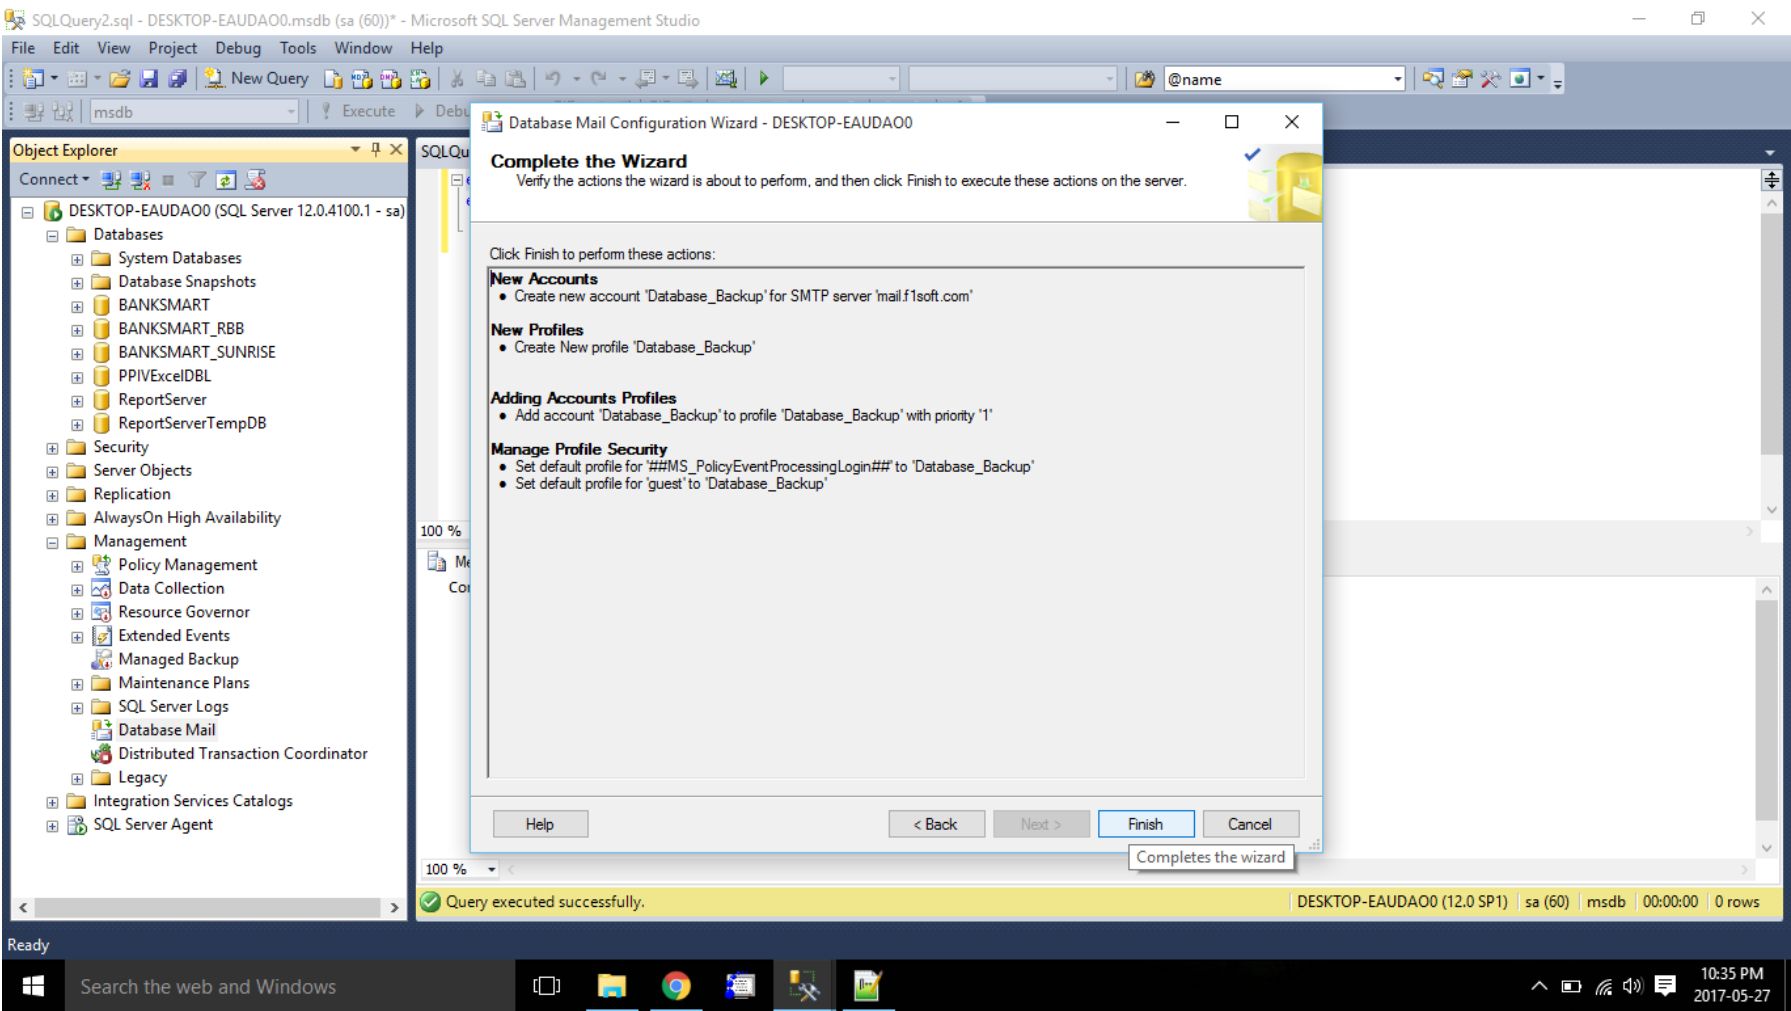 SQLQuery2.sql - DESKTOP-EAUDAO0.msdb (sa (60))* - Microsoft SQL Server Management Studio
File Edit View Project Debug Tools Window Help
New Query @name
msdb Execute
Database Mail Configuration Wizard - DESKTOP-EAUDAO0
Object Explorer
Connect
DESKTOP-EAUDAO0 (SQL Server 12.0.4100.1 - sa)
Databases
System Databases
Database Snapshots
BANKSMART
BANKSMART_RBB
BANKSMART_SUNRISE
PPIVExcelDBL
ReportServer
ReportServerTempDB
Security
Server Objects
Replication
AlwaysOn High Availability
Management
Policy Management
Data Collection
Resource Governor
Extended Events
Managed Backup
Maintenance Plans
SQL Server Logs
Database Mail
Distributed Transaction Coordinator
Legacy
Integration Services Catalogs
SQL Server Agent
Complete the Wizard
Verify the actions the wizard is about to perform, and then click Finish to execute these actions on the server.
Click Finish to perform these actions:
New Accounts
• Create new account 'Database_Backup' for SMTP server 'mail.f1soft.com'
New Profiles
• Create New profile 'Database_Backup'
Adding Accounts Profiles
• Add account 'Database_Backup' to profile 'Database_Backup' with priority '1'
Manage Profile Security
• Set default profile for '##MS_PolicyEventProcessingLogin##' to 'Database_Backup'
• Set default profile for 'guest' to 'Database_Backup'
100 %
Help < Back Next > Finish Cancel
Completes the wizard
100 %
Query executed successfully. DESKTOP-EAUDAO0 (12.0 SP1) sa (60) msdb 00:00:00 0 rows
Ready
Search the web and Windows
10:35 PM
2017-05-27